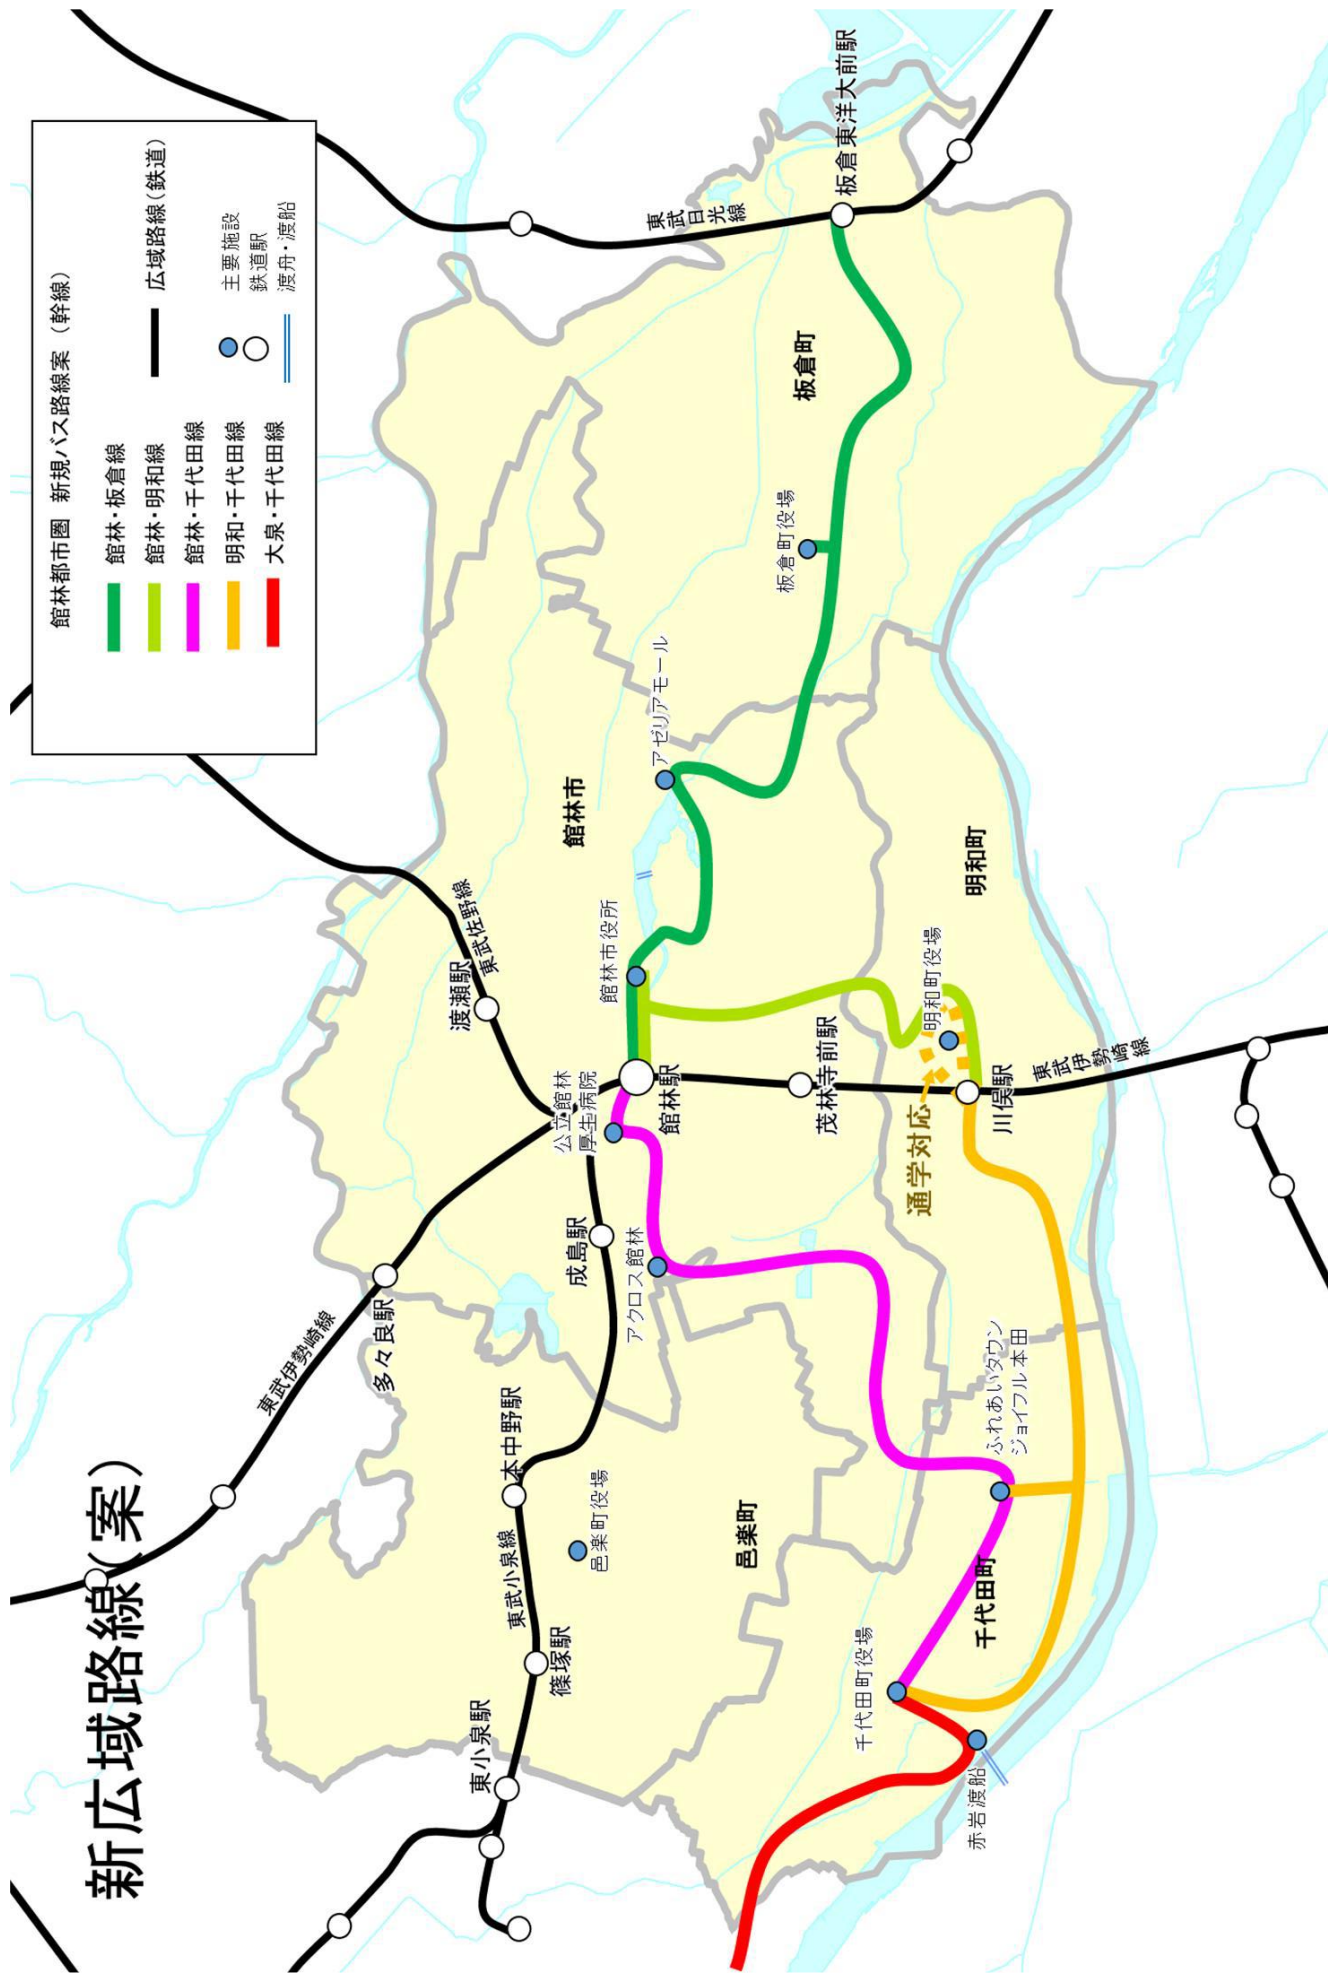 新広域路線（案）
館林都市圏　新規バス路線案　（幹線）
館林・板倉線
館林・明和線
館林・千代田線
明和・千代田線
大泉・千代田線
広域路線（鉄道）
主要施設
鉄道駅
渡舟・渡船
東武伊勢崎線
多々良駅
渡瀬駅
東武佐野線
東武日光線
板倉東洋大前駅
東小泉駅
篠塚駅
東武小泉線
本中野駅
邑楽町役場
成島駅
公立館林
厚生病院
館林駅
館林市役所
館林市
アゼリアモール
アクロス館林
邑楽町
茂林寺前駅
板倉町役場
板倉町
千代田町役場
千代田町
赤岩渡船
ふれあいタウン
ジョイフル本田
通学対応
明和町役場
明和町
川俣駅
東武伊勢崎線